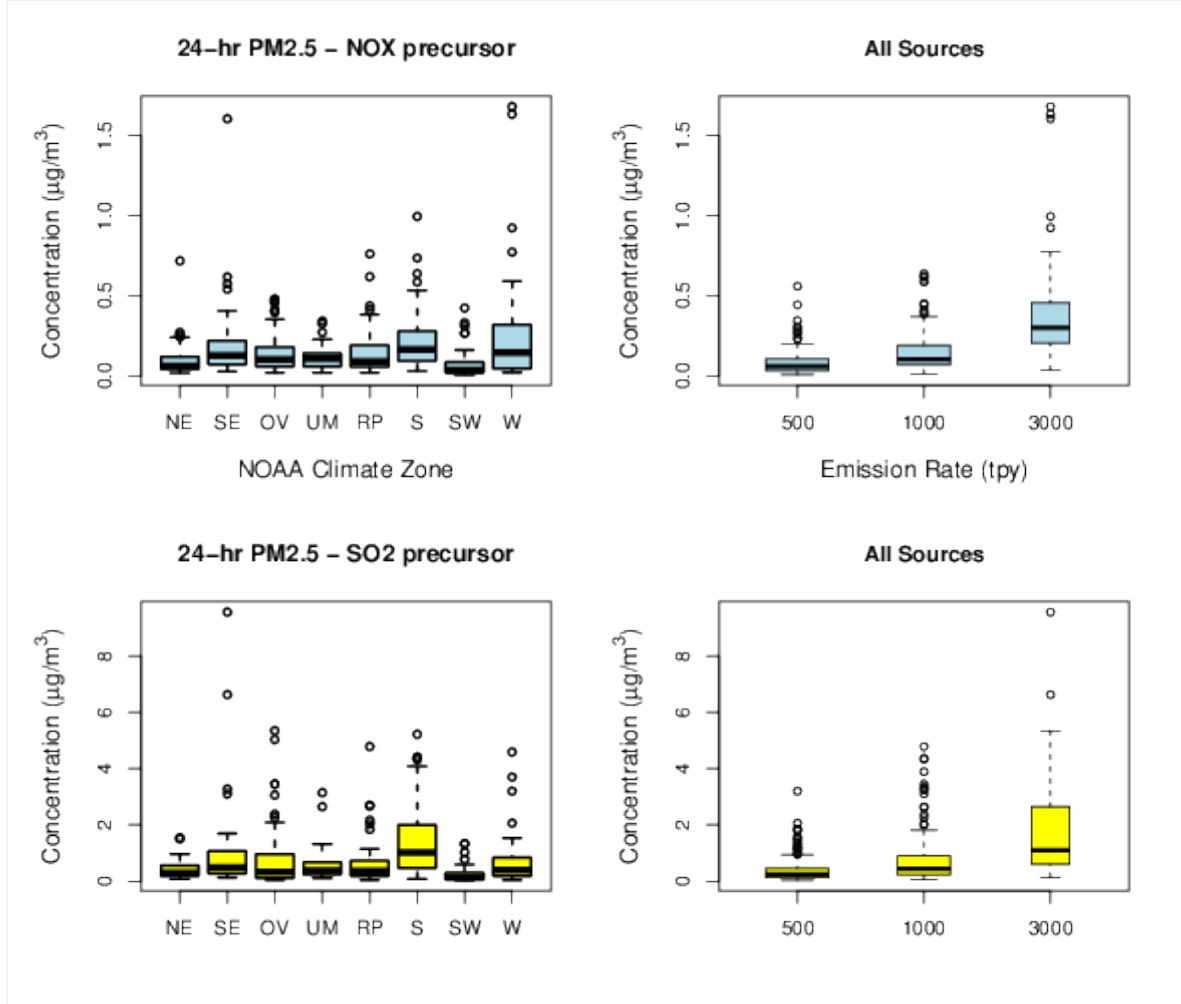 24-hr PM2.5 - NOX precursor
All Sources
Concentration (μg/m³)
1.5
1.0
0.5
0.0
NE SE OV UM RP S SW W
NOAA Climate Zone
Concentration (μg/m³)
1.5
1.0
0.5
0.0
500 1000 3000
Emission Rate (tpy)
24-hr PM2.5 - SO2 precursor
All Sources
Concentration (μg/m³)
8
6
4
2
0
NE SE OV UM RP S SW W
Concentration (μg/m³)
8
6
4
2
0
500 1000 3000